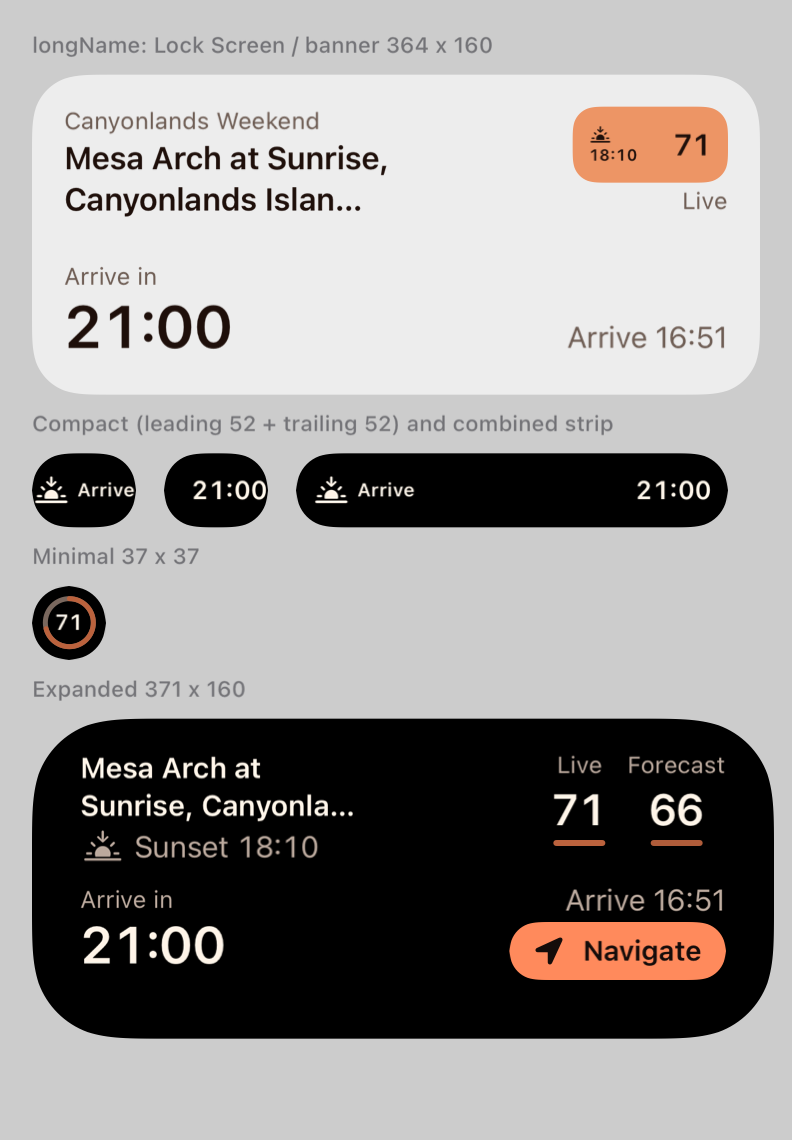 longName: Lock Screen / banner 364 x 160
Canyonlands Weekend
Mesa Arch at Sunrise,
Canyonlands Islan...
18:10
71
Live
Arrive in
21:00
Arrive 16:51
Compact (leading 52 + trailing 52) and combined strip
Arrive
21:00
Arrive
21:00
Minimal 37 x 37
71
Expanded 371 x 160
Mesa Arch at
Sunrise, Canyonla...
Sunset 18:10
Live
Forecast
71
66
Arrive in
21:00
Arrive 16:51
Navigate